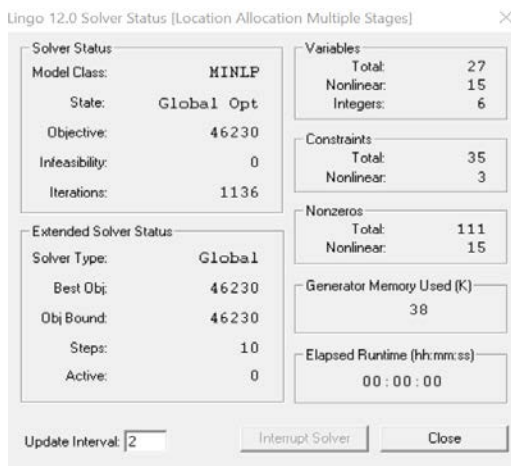 Lingo 12.0 Solver Status [Location Allocation Multiple Stages]
Solver Status
Model Class: MINLP
State: Global Opt
Objective: 46230
Infeasibility: 0
Iterations: 1136
Extended Solver Status
Solver Type: Global
Best Obj: 46230
Obj Bound: 46230
Steps: 10
Active: 0
Variables
Total: 27
Nonlinear: 15
Integers: 6
Constraints
Total: 35
Nonlinear: 3
Nonzeros
Total: 111
Nonlinear: 15
Generator Memory Used (K)
38
Elapsed Runtime (hh:mm:ss)
00:00:00
Update Interval: 2
Interrupt Solver
Close